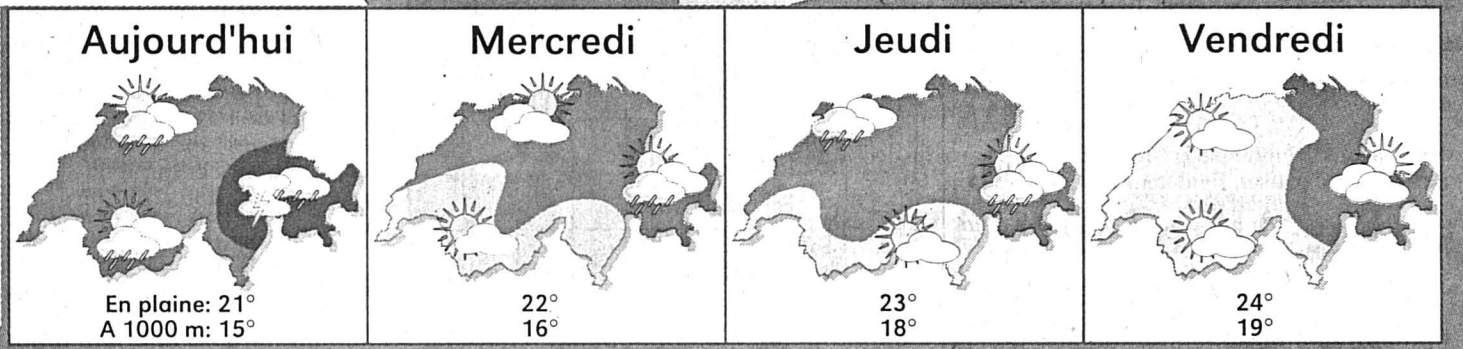 Aujourd'hui
En plaine: 21°
A 1000 m: 15°
Mercredi
22°
16°
Jeudi
23°
18°
Vendredi
24°
19°